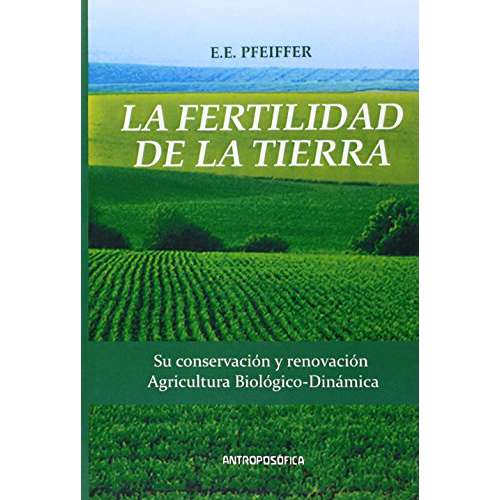 E.E. PFEIFFER
LA FERTILIDAD
DE LA TIERRA
Su conservación y renovación
Agricultura Biológico-Dinámica
ANTROPOSÓFICA